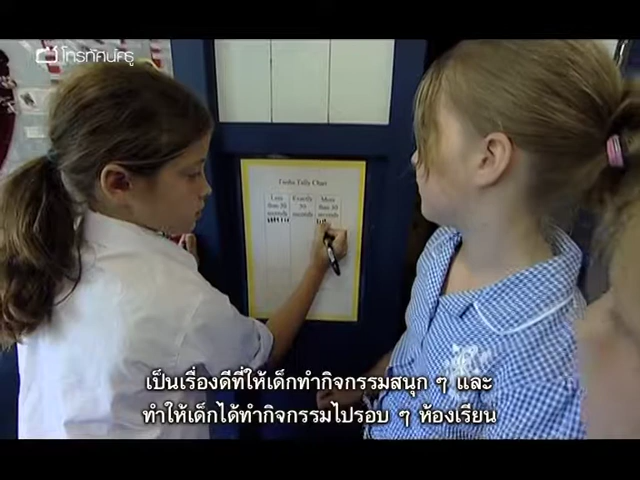 โทรทัศน์ครู
Tally Chart
Less
than 30
seconds
Exactly
30
seconds
More
than 30
seconds
เป็นเรื่องดีที่ให้เด็กทำกิจกรรมสนุก ๆ และ
ทำให้เด็กได้ทำกิจกรรมไปรอบ ๆ ห้องเรียน